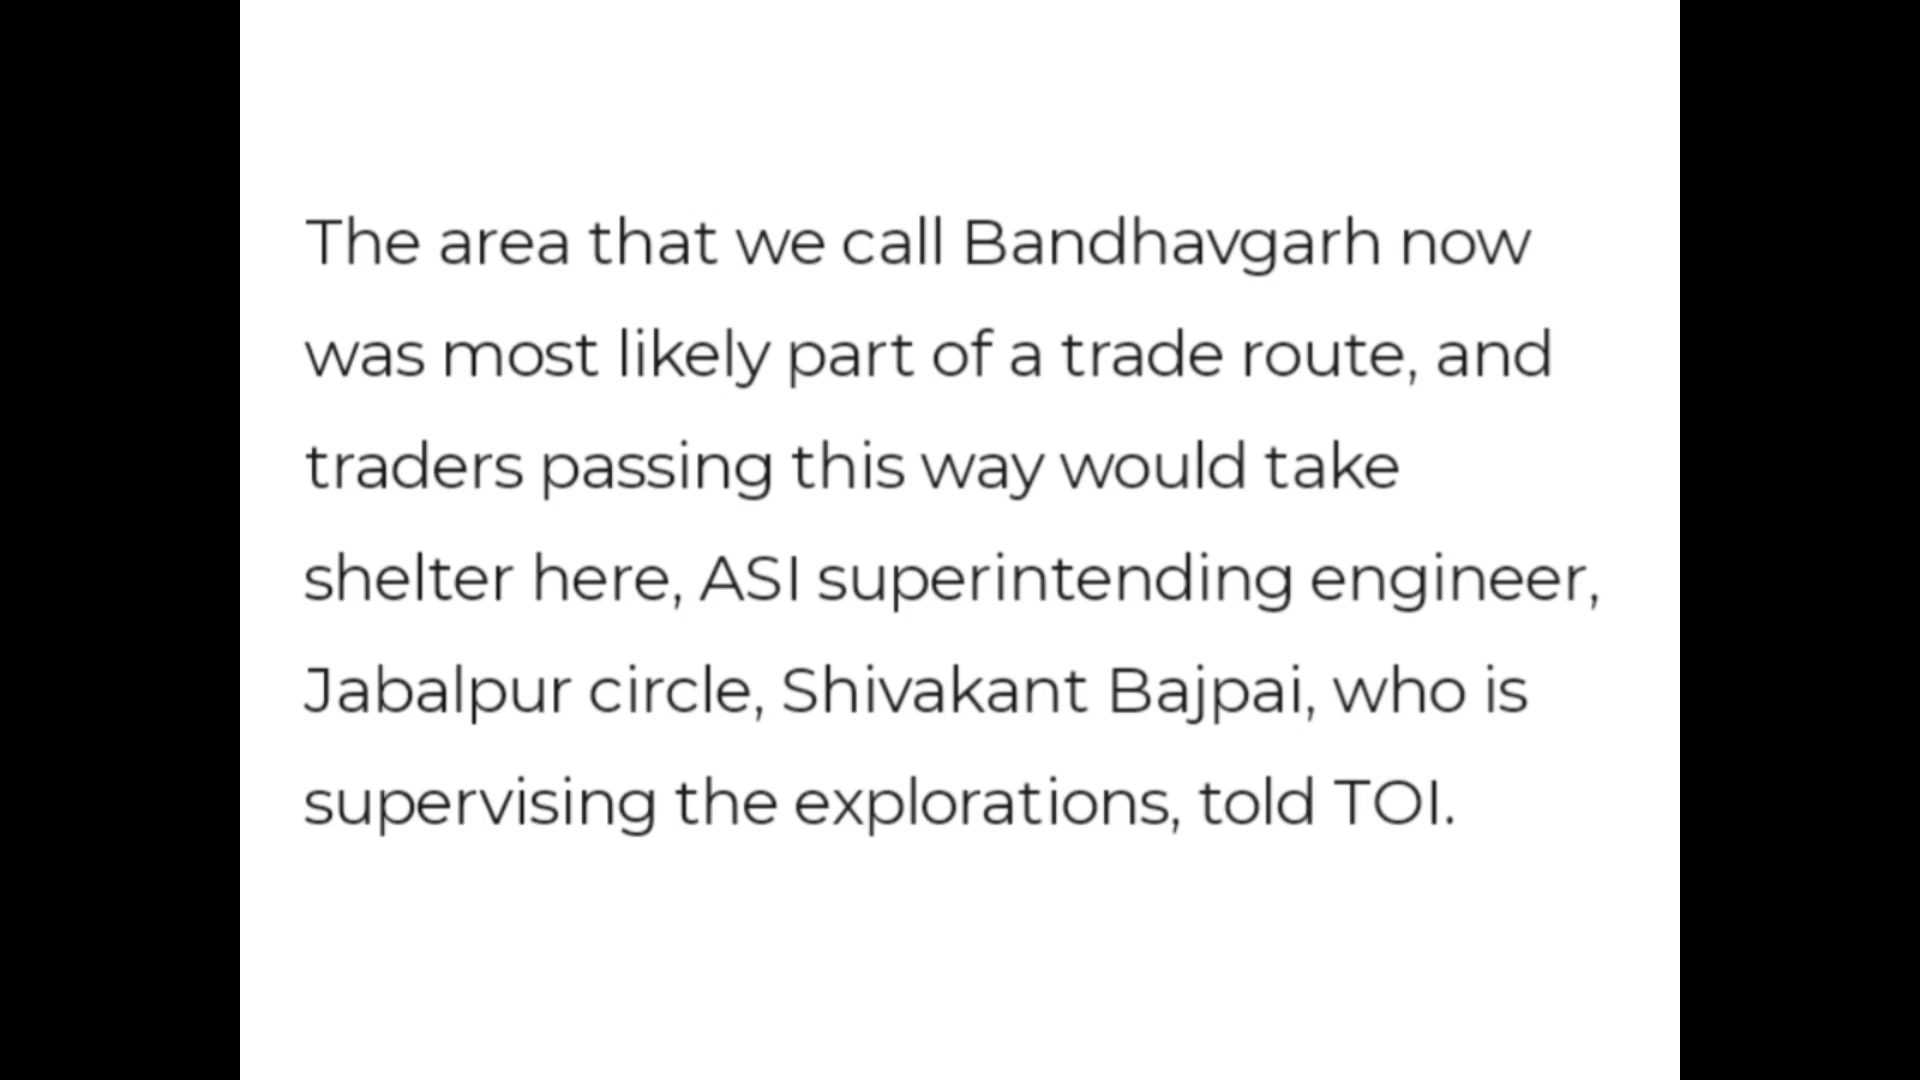 The area that we call Bandhavgarh now
was most likely part of a trade route, and
traders passing this way would take
shelter here, ASI superintending engineer,
Jabalpur circle, Shivakant Bajpai, who is
supervising the explorations, told TOI.